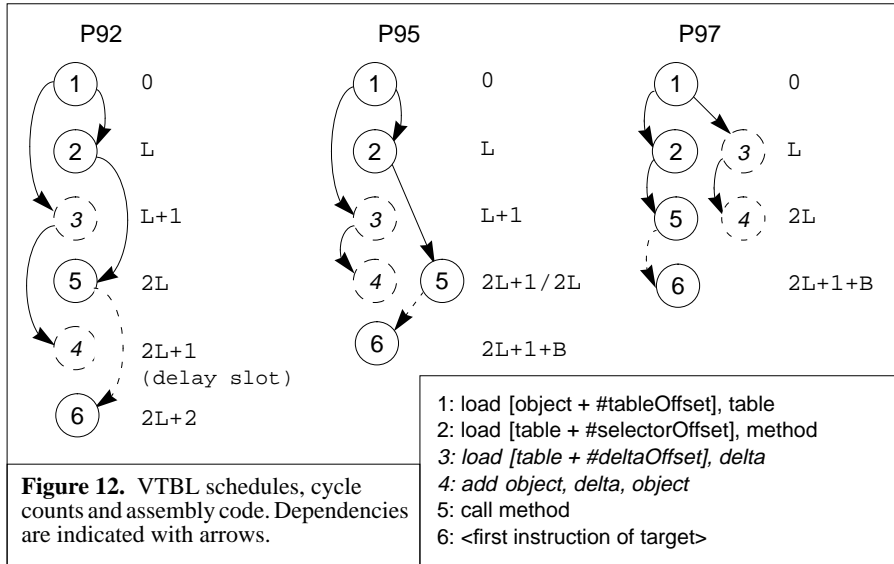 P92 P95 P97
1 0 1 0 1 0
2 L 2 L 2 3 L
3 L+1 3 L+1 5 4 2L
5 2L 4 5 2L+1/2L 6 2L+1+B
4 2L+1 6 2L+1+B
(delay slot)
6 2L+2
1: load [object + #tableOffset], table
2: load [table + #selectorOffset], method
3: load [table + #deltaOffset], delta
4: add object, delta, object
5: call method
6: <first instruction of target>
Figure 12. VTBL schedules, cycle
counts and assembly code. Dependencies
are indicated with arrows.